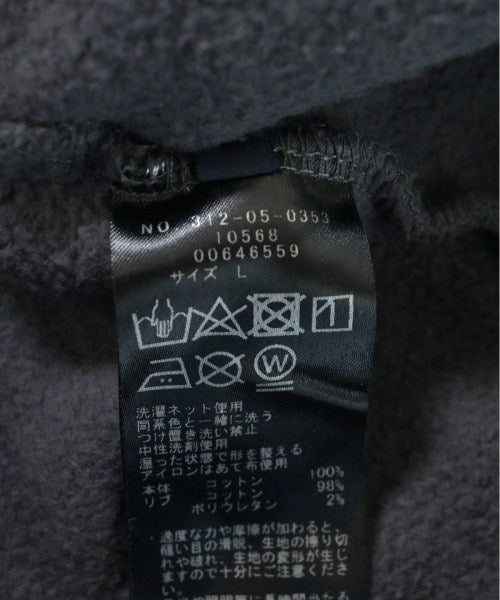 NO 312-05-0353
10568
00646559
サイズ L
W
洗濯ネット使用
同系色と一緒に洗う
つけ置き洗い禁止
中性洗剤使用
湿った状態で形を整える
アイロンはあて布使用
本体 コットン 100%
リブ コットン 98%
ポリウレタン 2%
過度な力や摩擦が加わると、
縫い目の滑脱、生地の擦り切
れや破れ、生地の変形が生じ
ますので十分にご注意くださ
い。